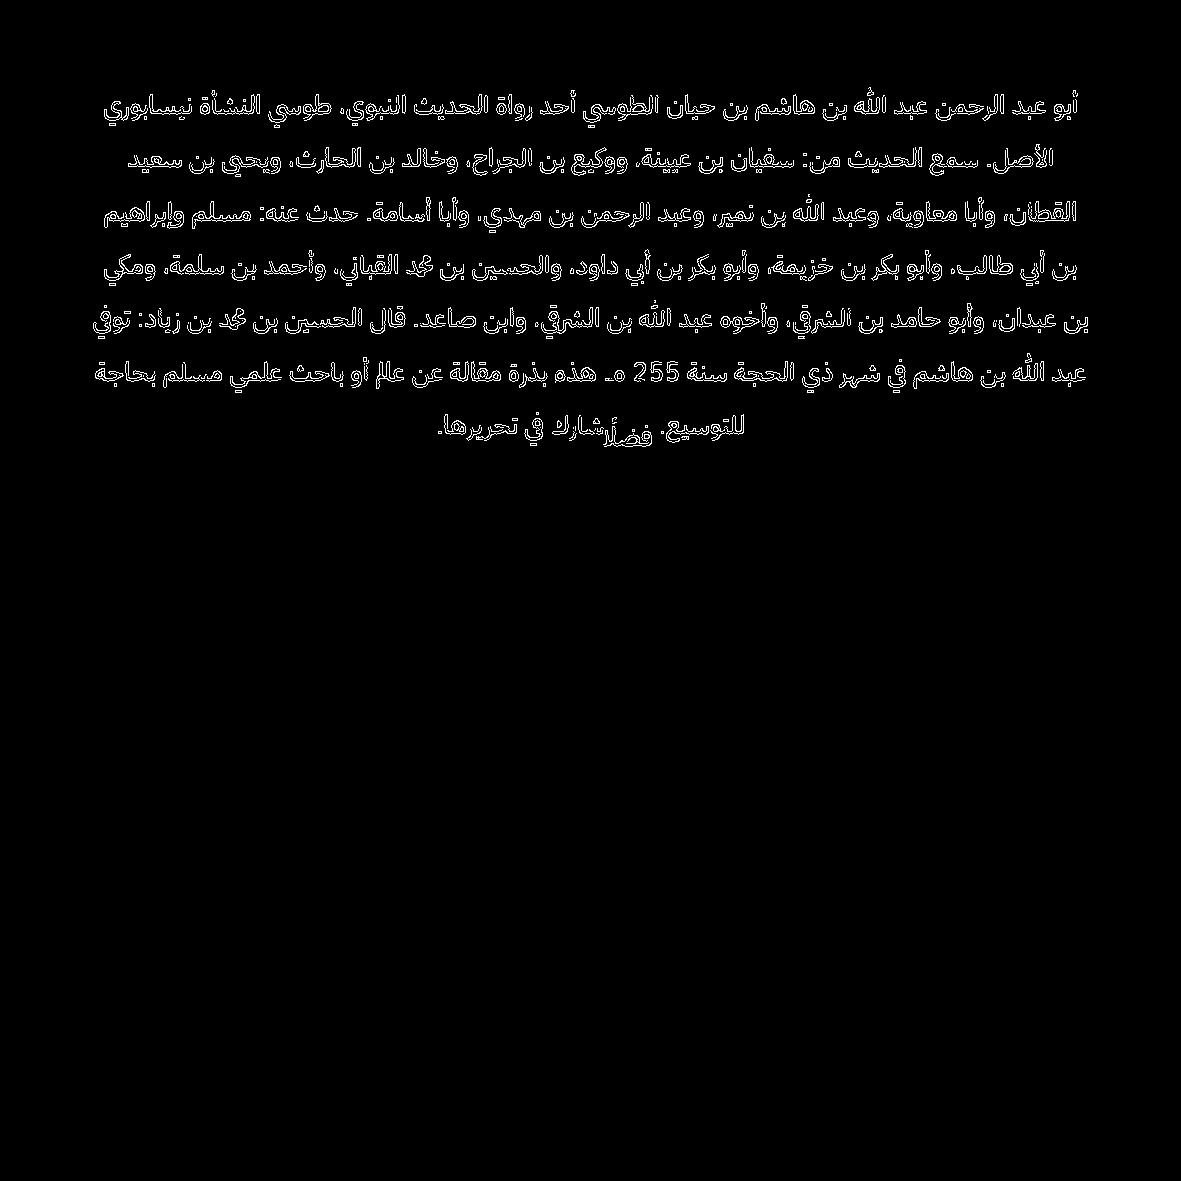 أبو عبد الرحمن عبد الله بن هاشم بن حيان الطوسي أحد رواة الحديث النبوي، طوسي النشأة نيسابوري
الأصل. سمع الحديث من: سفيان بن عيينة، ووكيع بن الجراح، وخالد بن الحارث، ويحيى بن سعيد
القطان، وأبا معاوية، وعبد الله بن نمير، وعبد الرحمن بن مهدي، وأبا أسامة. حدث عنه: مسلم وإبراهيم
بن أبي طالب، وأبو بكر بن خزيمة، وأبو بكر بن أبي داود، والحسين بن محمد القباني، وأحمد بن سلمة، ومكي
بن عبدان، وأبو حامد بن الشرقي، وأخوه عبد الله بن الشرقي، وابن صاعد. قال الحسين بن محمد بن زياد: توفي
عبد الله بن هاشم في شهر ذي الحجة سنة 255 هـ. هذه بذرة مقالة عن عالم أو باحث علمي مسلم بحاجة
للتوسيع. فضلًا شارك في تحريرها.